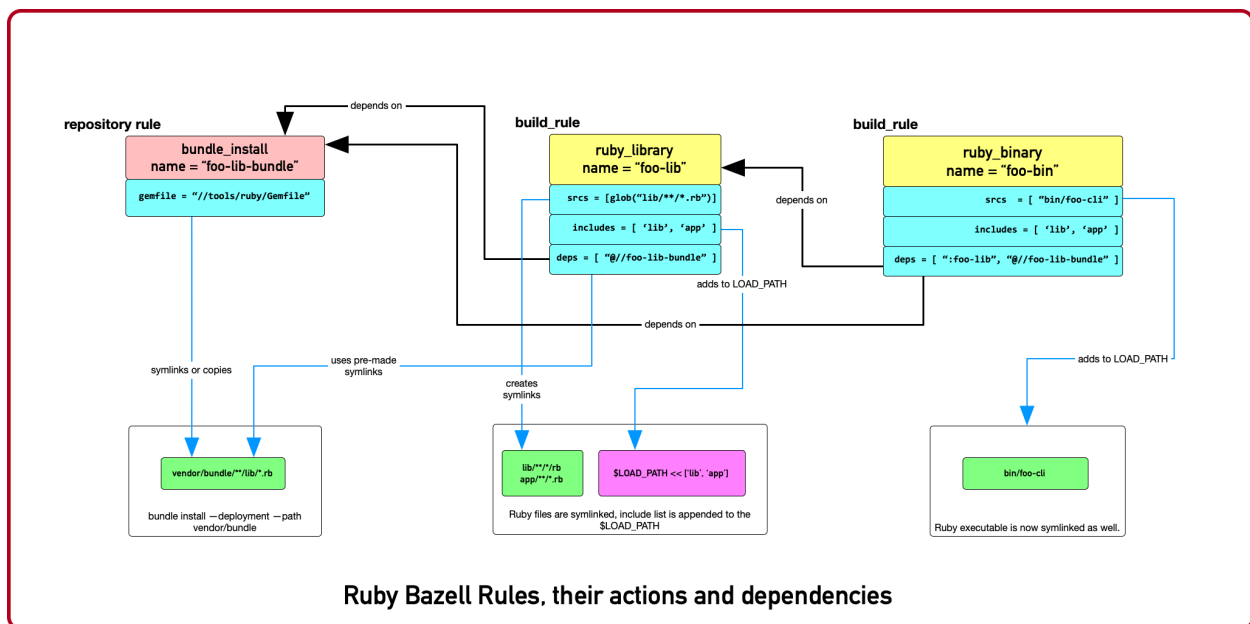 depends on
repository rule
build_rule
build_rule
bundle_install
name = “foo-lib-bundle”
gemfile = “//tools/ruby/Gemfile”
ruby_library
name = “foo-lib”
srcs = [glob(“lib/**/*.rb”)]
includes = [ ‘lib’, ‘app’ ]
deps = [ “@//foo-lib-bundle” ]
depends on
ruby_binary
name = “foo-bin”
srcs = [ “bin/foo-cli” ]
includes = [ ‘lib’, ‘app’ ]
deps = [ “:foo-lib”, “@//foo-lib-bundle” ]
adds to LOAD_PATH
depends on
symlinks or copies
uses pre-made
symlinks
creates
symlinks
adds to LOAD_PATH
vendor/bundle/**/lib/*.rb
bundle install —deployment —path
vendor/bundle
lib/**/*/rb
app/**/*.rb
$LOAD_PATH << ['lib', 'app']
Ruby files are symlinked, include list is appended to the
$LOAD_PATH
bin/foo-cli
Ruby executable is now symlinked as well.
Ruby Bazell Rules, their actions and dependencies